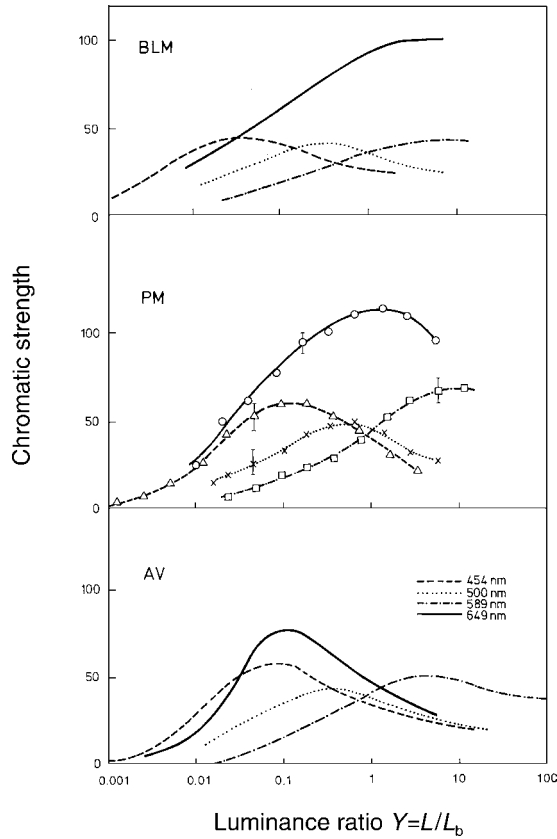 BLM
100
50
0
PM
100
50
0
Chromatic strength
AV
454 nm
500 nm
589 nm
649 nm
100
50
0
0.001 0.01 0.1 1 10 100
Luminance ratio Y=L/Lb